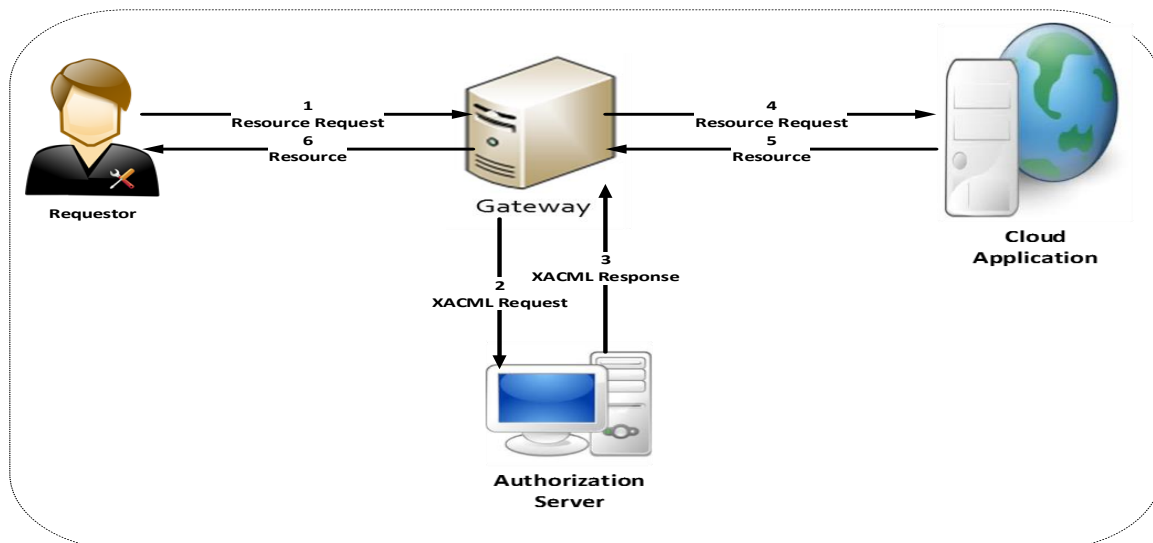 1
Resource Request
6
Resource
Requestor
Gateway
4
Resource Request
5
Resource
Cloud
Application
3
XACML Response
2
XACML Request
Authorization
Server